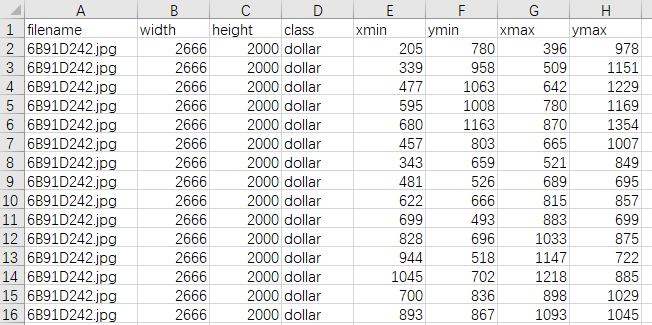 A B C D E F G H
1 filename width height class xmin ymin xmax ymax
2 6B91D242.jpg 2666 2000 dollar 205 780 396 978
3 6B91D242.jpg 2666 2000 dollar 339 958 509 1151
4 6B91D242.jpg 2666 2000 dollar 477 1063 642 1229
5 6B91D242.jpg 2666 2000 dollar 595 1008 780 1169
6 6B91D242.jpg 2666 2000 dollar 680 1163 870 1354
7 6B91D242.jpg 2666 2000 dollar 457 803 665 1007
8 6B91D242.jpg 2666 2000 dollar 343 659 521 849
9 6B91D242.jpg 2666 2000 dollar 481 526 689 695
10 6B91D242.jpg 2666 2000 dollar 622 666 815 857
11 6B91D242.jpg 2666 2000 dollar 699 493 883 699
12 6B91D242.jpg 2666 2000 dollar 828 696 1033 875
13 6B91D242.jpg 2666 2000 dollar 944 518 1147 722
14 6B91D242.jpg 2666 2000 dollar 1045 702 1218 885
15 6B91D242.jpg 2666 2000 dollar 700 836 898 1029
16 6B91D242.jpg 2666 2000 dollar 893 867 1093 1045